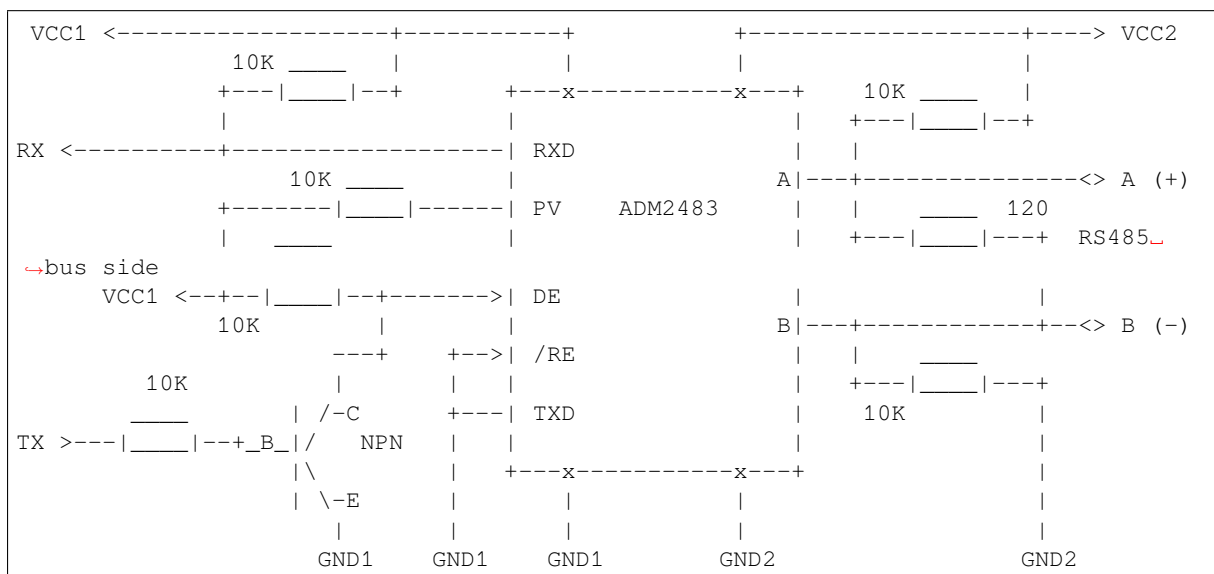 VCC1 <--------------------+------------+            +--------------------+----> VCC2
10K ____     |            |            |                    |
+---|____|--+        +---x------------x---+     10K ____     |
|                    |                    |    +---|____|--+
RX <----------+--------------------| RXD                |    |
10K ____         |                   A|---+----------------<> A (+)
+-------|____|-------| PV     ADM2483     |    |    ____   120
|   ____             |                    |    +---|____|---+  RS485␣
↪bus side
VCC1 <--+--|____|--+-------->| DE                 |                |
10K        |         |                   B|---+------------+--<> B (-)
---+    +-->| /RE                |    |    ____
10K            |       |   |                    |    +---|____|---+
____        | /-C      +---| TXD                |    10K         |
TX >---|____|--+_B_|/   NPN   |   |                    |                |
|\          |   +---x-----------x---+                |
| \-E       |       |           |                    |
|        |       |           |                    |
GND1    GND1    GND1        GND2                 GND2